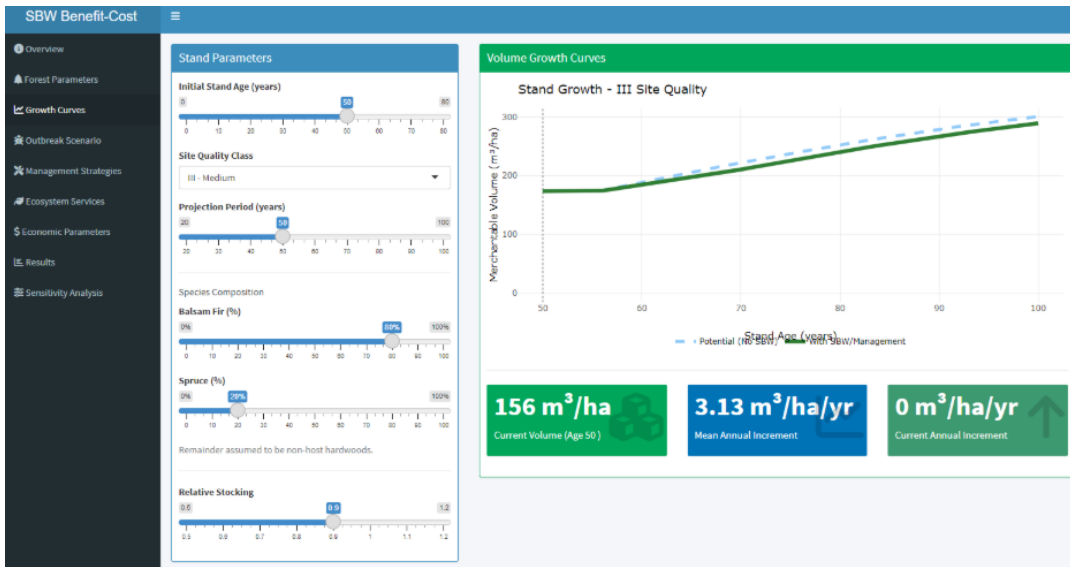 SBW Benefit-Cost
Overview
Forest Parameters
Growth Curves
Outbreak Scenario
Management Strategies
Ecosystem Services
$ Economic Parameters
Results
Sensitivity Analysis
Stand Parameters
Initial Stand Age (years)
0 50 80
0 10 20 30 40 50 60 70 80
Site Quality Class
III - Medium
Projection Period (years)
20 50 100
20 30 40 50 60 70 80 90 100
Species Composition
Balsam Fir (%)
0% 80% 100%
0 10 20 30 40 50 60 70 80 90 100
Spruce (%)
0% 20% 100%
0 10 20 30 40 50 60 70 80 90 100
Remainder assumed to be non-host hardwoods.
Relative Stocking
0.9 1.2
0.6 0.7 0.8 0.9 1 1.1 1.2
Volume Growth Curves
Stand Growth - III Site Quality
Merchantable Volume (m³/ha)
300
200
100
0
50 60 70 80 90 100
Stand Age (years)
Potential (No SBW) With SBW/Management
156 m³/ha
Current Volume (Age 50 )
3.13 m³/ha/yr
Mean Annual Increment
0 m³/ha/yr
Current Annual Increment